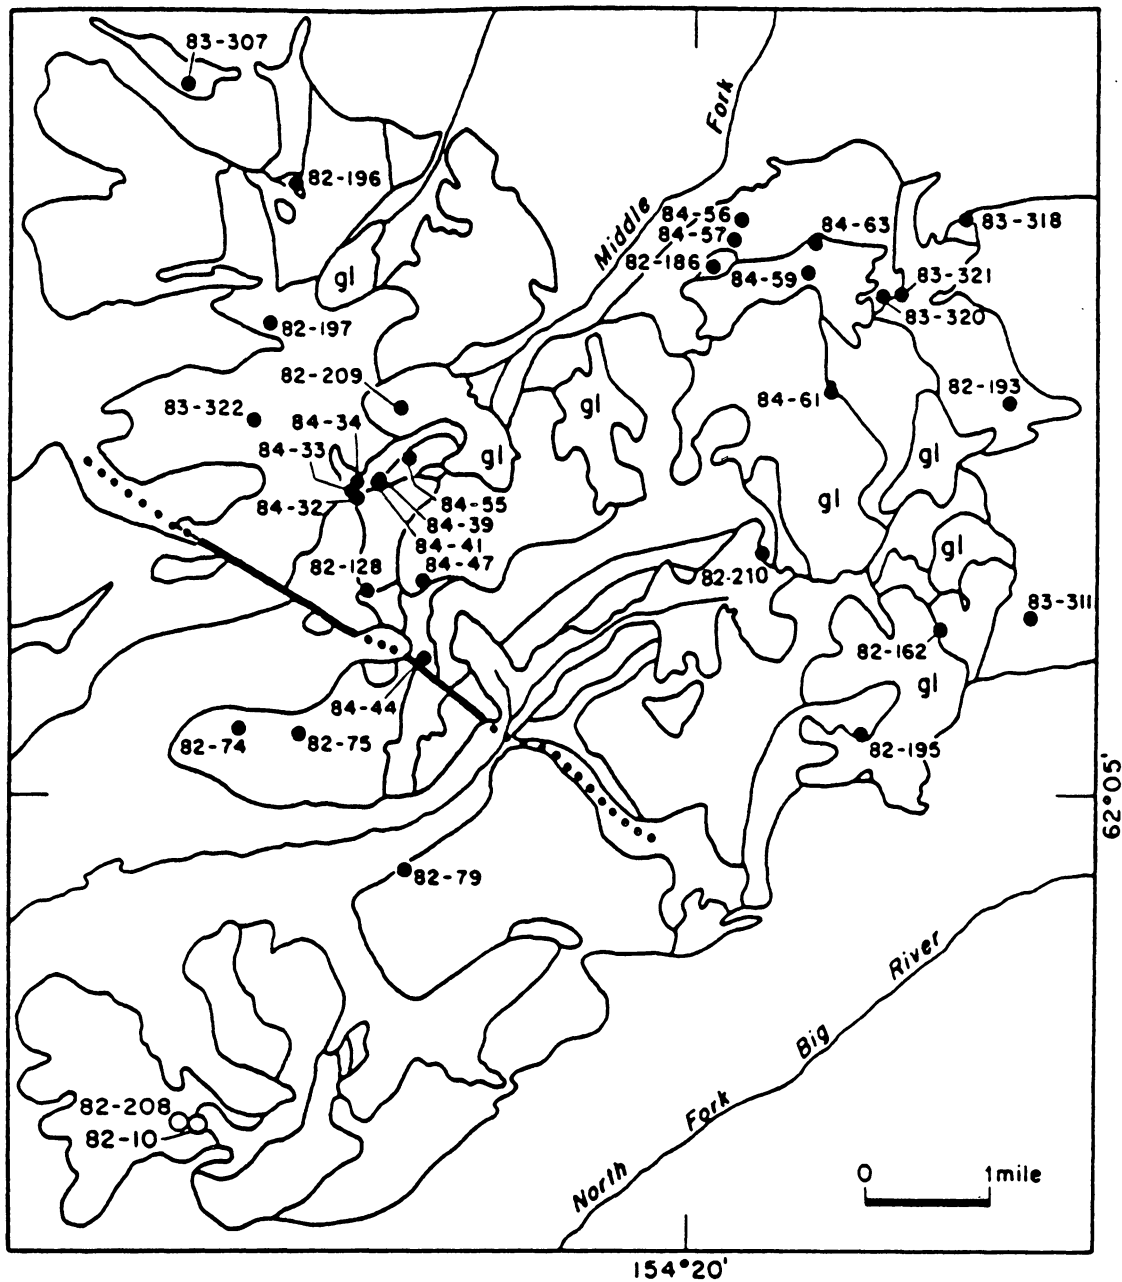 83-307
Fork
82-196
Middle
84-56
84-63
83-318
84-57
82-186
84-59
gl
83-321
83-320
82-197
82-209
82-193
84-61
83-322
gl
84-34
84-33
gl
gl
84-32
84-55
gl
84-39
84-41
84-47
gl
82-128
82-210
83-311
82-162
gl
84-44
82-74
82-75
82-195
62°05'
82-79
River
Big
82-208
Fork
82-10
North
0
1 mile
154°20'